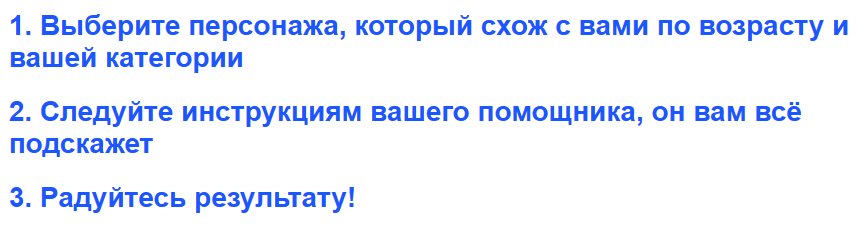 1. Выберите персонажа, который схож с вами по возрасту и
вашей категории
2. Следуйте инструкциям вашего помощника, он вам всё
подскажет
3. Радуйтесь результату!